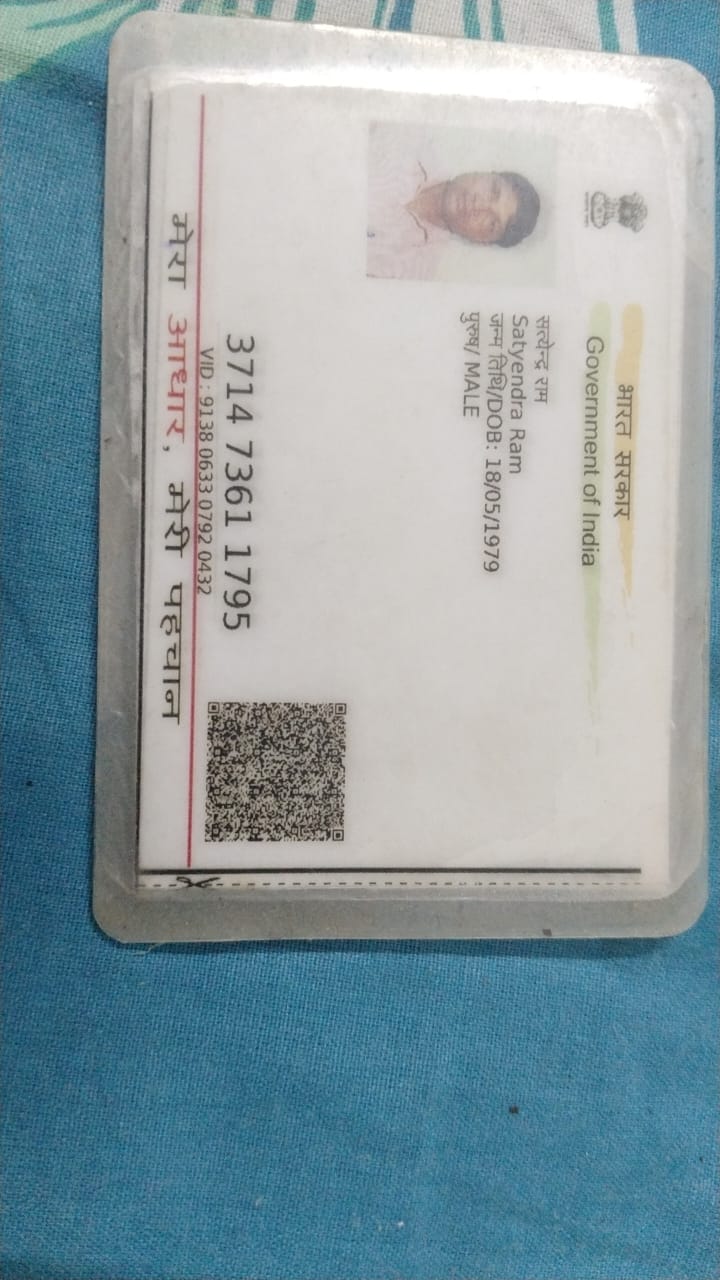 भारत सरकार
Government of India
सत्येन्द्र राम
Satyendra Ram
जन्म तिथि/DOB: 18/05/1979
पुरुष/ MALE
3714 7361 1795
VID : 9138 0633 0792 0432
मेरा आधार, मेरी पहचान